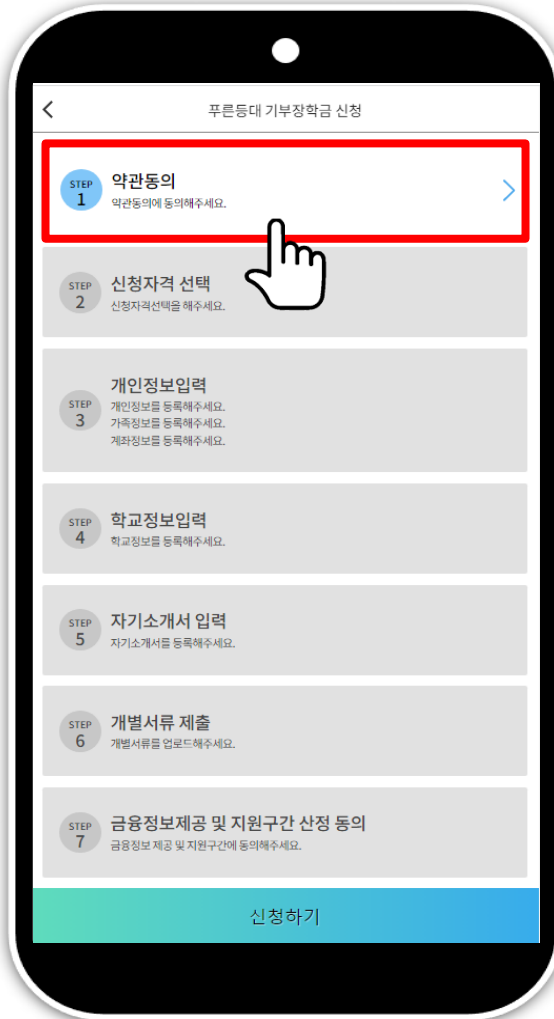 푸른등대 기부장학금 신청
STEP
1
약관동의
약관동의에 동의해주세요.
STEP
2
신청자격 선택
신청자격선택을 해주세요.
STEP
3
개인정보입력
개인정보를 등록해주세요.
가족정보를 등록해주세요.
계좌정보를 등록해주세요.
STEP
4
학교정보입력
학교정보를 등록해주세요.
STEP
5
자기소개서 입력
자기소개서를 등록해주세요.
STEP
6
개별서류 제출
개별서류를 업로드해주세요.
STEP
7
금융정보제공 및 지원구간 산정 동의
금융정보 제공 및 지원구간에 동의해주세요.
신청하기